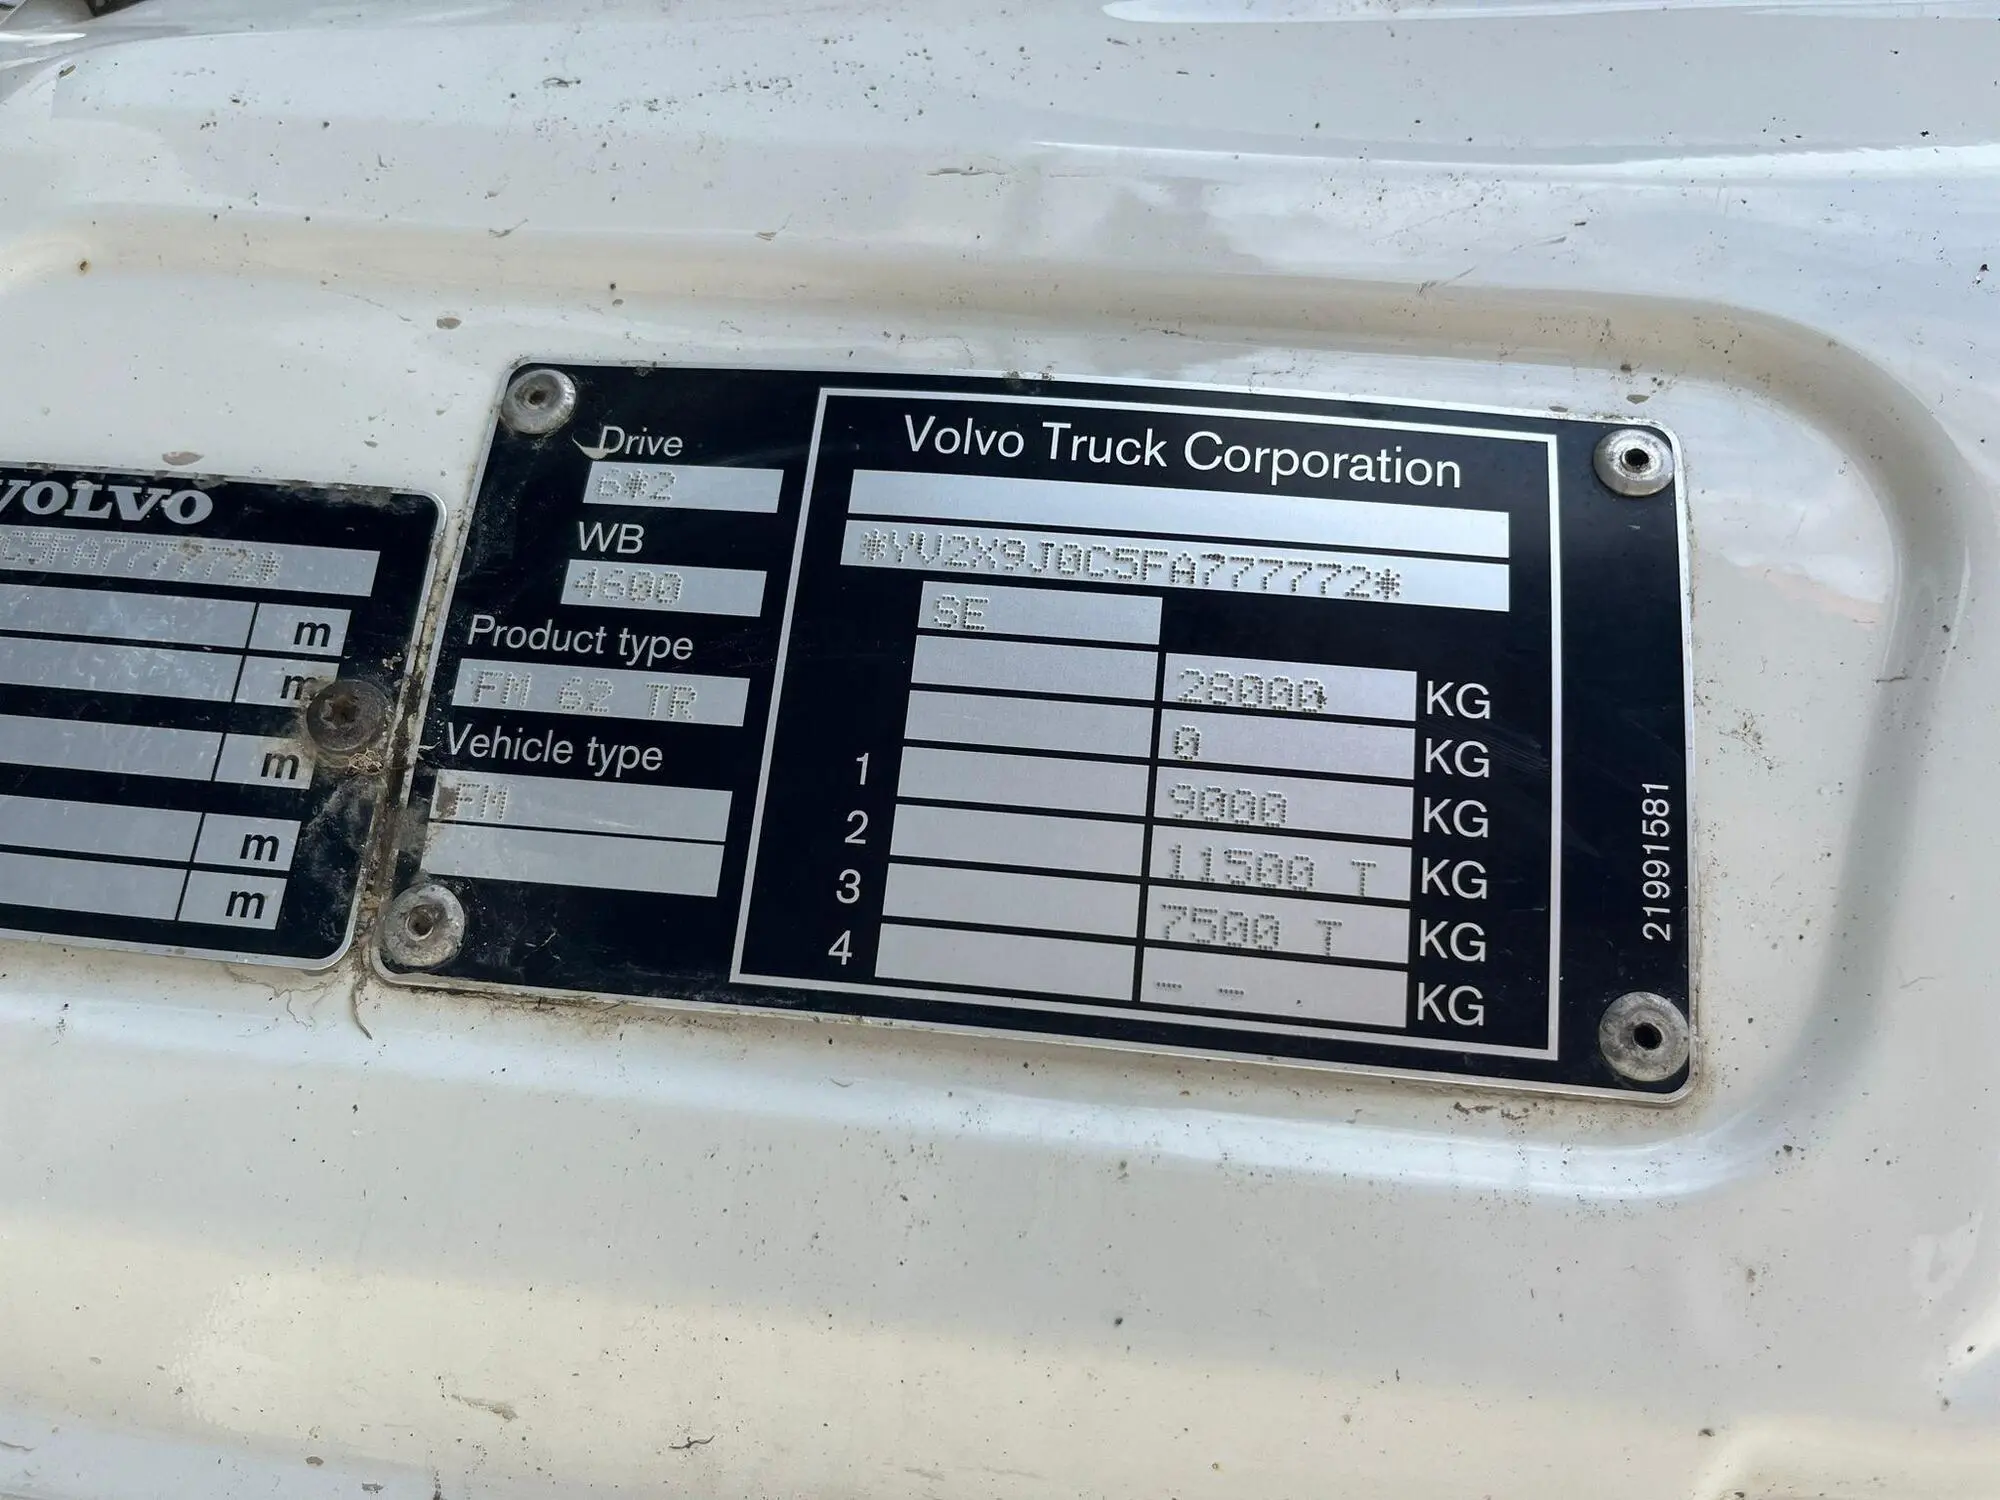 VOLVO
C5FA777772*
m
m
m
m
m
Drive
6*2
WB
4600
Product type
FM 62 TR
Vehicle type
FM
Volvo Truck Corporation
*YV2X9J0C5FA777772*
SE
28000 KG
0 KG
1 9000 KG
2 11500 T KG
3 7500 T KG
4 -- KG
21991581